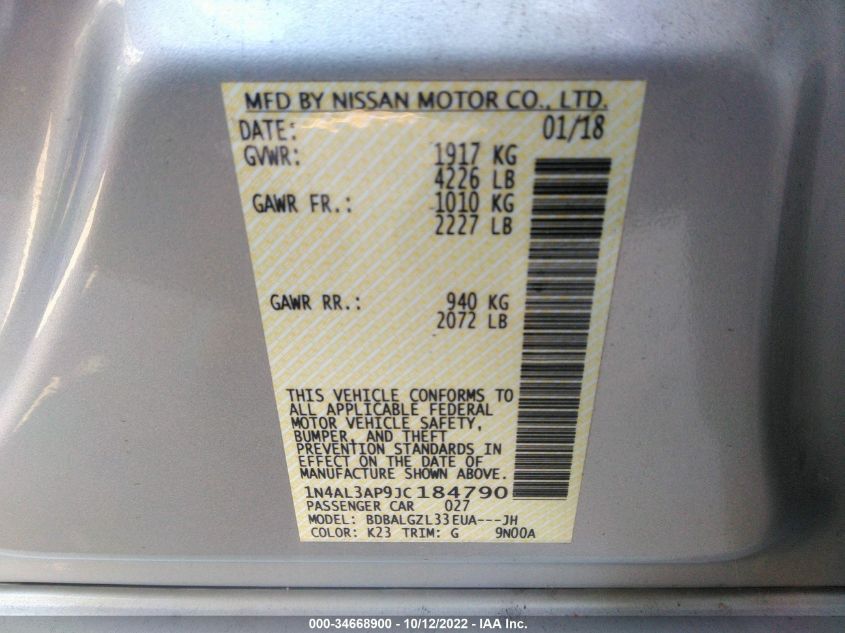 MFD BY NISSAN MOTOR CO., LTD.
DATE: 01/18
GVWR: 1917 KG
4226 LB
GAWR FR.: 1010 KG
2227 LB
GAWR RR.: 940 KG
2072 LB
THIS VEHICLE CONFORMS TO
ALL APPLICABLE FEDERAL
MOTOR VEHICLE SAFETY,
BUMPER, AND THEFT
PREVENTION STANDARDS IN
EFFECT ON THE DATE OF
MANUFACTURE SHOWN ABOVE.
1N4AL3AP9JC184790
PASSENGER CAR 027
MODEL: BDBALGZL33EUA---JH
COLOR: K23 TRIM: G 9N00A
000-34668900 - 10/12/2022 - IAA Inc.